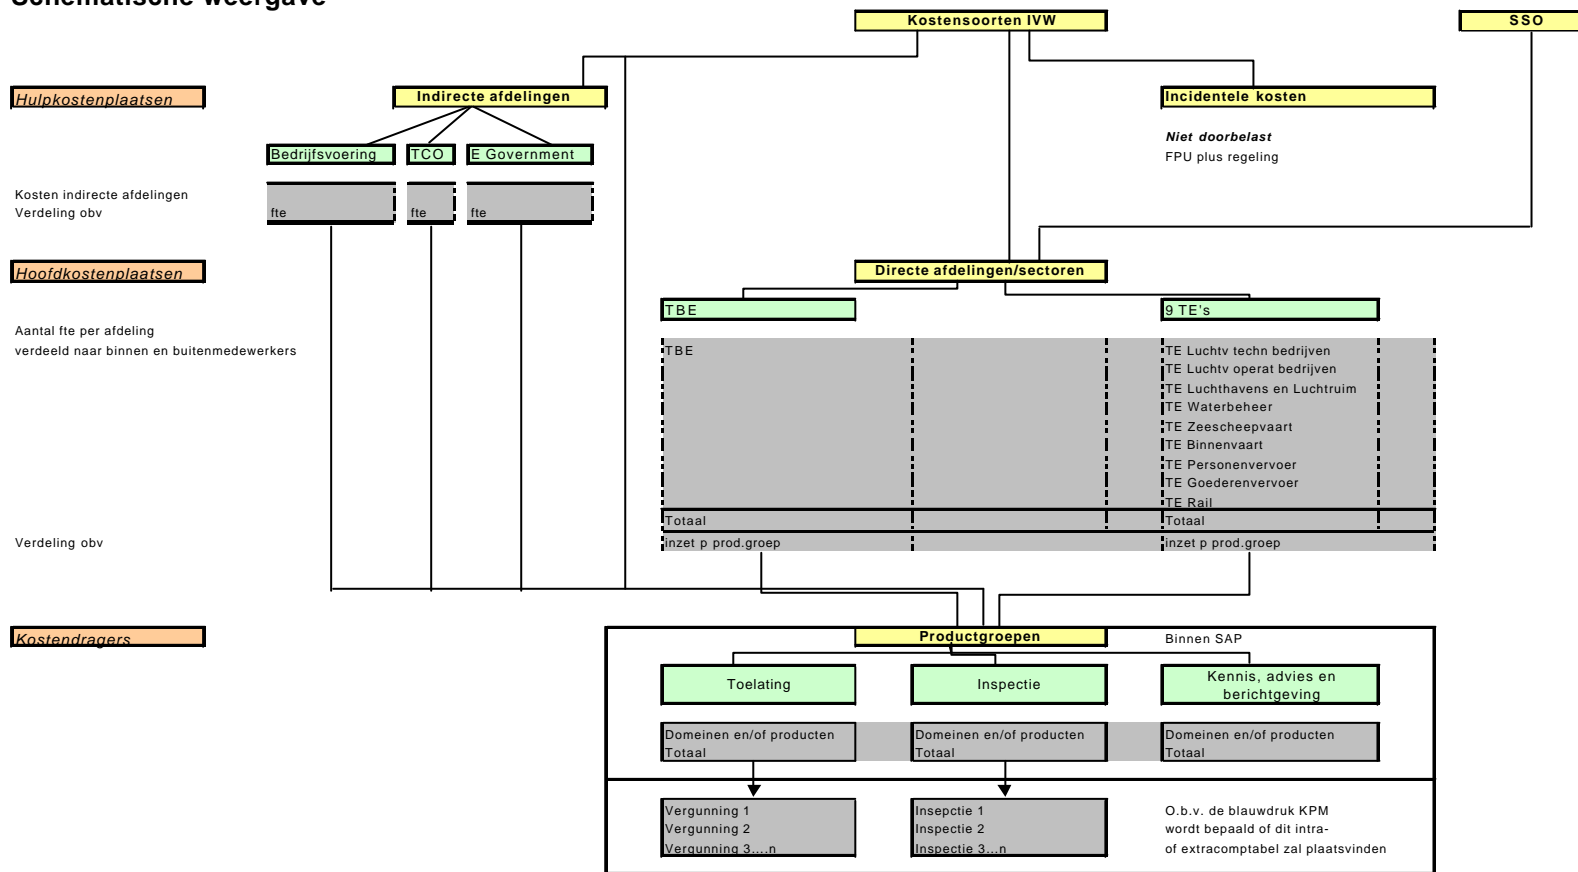 Schematische weergave
Kostensoorten IVW
SSO
Hulpkostenplaatsen
Indirecte afdelingen
Incidentele kosten
Niet doorbelast
FPU plus regeling
Bedrijfsvoering
TCO
E Government
Kosten indirecte afdelingen
Verdeling obv
fte
fte
fte
Hoofdkostenplaatsen
Directe afdelingen/sectoren
TBE
9 TE's
Aantal fte per afdeling
verdeeld naar binnen en buitenmedewerkers
TBE
TE Luchtv techn bedrijven
TE Luchtv operat bedrijven
TE Luchthavens en Luchtruim
TE Waterbeheer
TE Zeescheepvaart
TE Binnenvaart
TE Personenvervoer
TE Goederenvervoer
TE Rail
Totaal
Totaal
Verdeling obv
inzet p prod.groep
inzet p prod.groep
Kostendragers
Productgroepen
Binnen SAP
Toelating
Inspectie
Kennis, advies en
berichtgeving
Domeinen en/of producten
Totaal
Domeinen en/of producten
Totaal
Domeinen en/of producten
Totaal
Vergunning 1
Vergunning 2
Vergunning 3....n
Insepctie 1
Inspectie 2
Inspectie 3...n
O.b.v. de blauwdruk KPM
wordt bepaald of dit intra-
of extracomptabel zal plaatsvinden